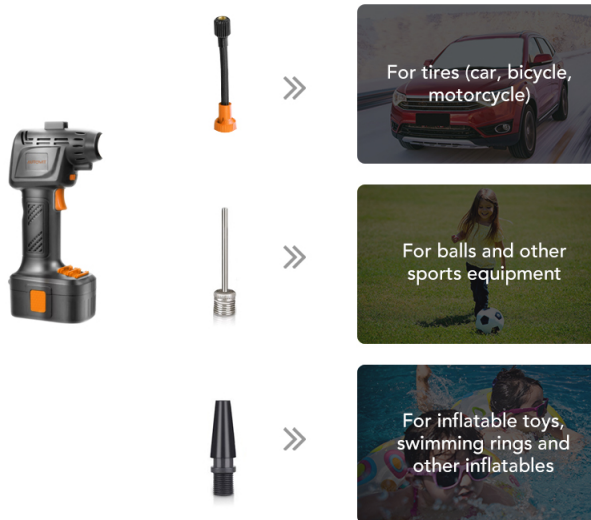 For tires (car, bicycle,
motorcycle)
For balls and other
sports equipment
For inflatable toys,
swimming rings and
other inflatables